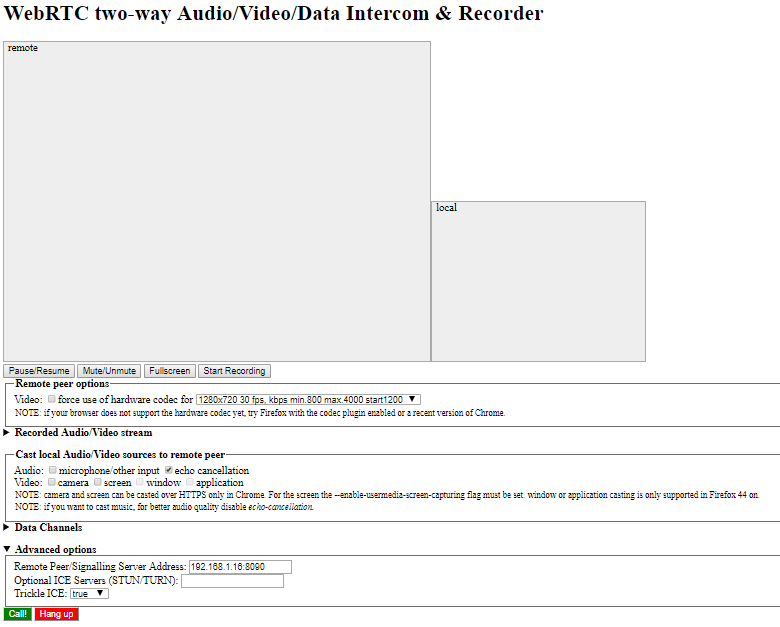 WebRTC two-way Audio/Video/Data Intercom & Recorder
remote
local
Pause/Resume Mute/Unmute Fullscreen Start Recording
Remote peer options
Video: force use of hardware codec for 1280x720 30 fps, kbps min.800 max.4000 start1200
NOTE: if your browser does not support the hardware codec yet, try Firefox with the codec plugin enabled or a recent version of Chrome.
Recorded Audio/Video stream
Cast local Audio/Video sources to remote peer
Audio: microphone/other input echo cancellation
Video: camera screen window application
NOTE: camera and screen can be casted over HTTPS only in Chrome. For the screen the --enable-usermedia-screen-capturing flag must be set. window or application casting is only supported in Firefox 44 on.
NOTE: if you want to cast music, for better audio quality disable echo-cancellation.
Data Channels
Advanced options
Remote Peer/Signalling Server Address: 192.168.1.16:8090
Optional ICE Servers (STUN/TURN):
Trickle ICE: true
Call! Hang up